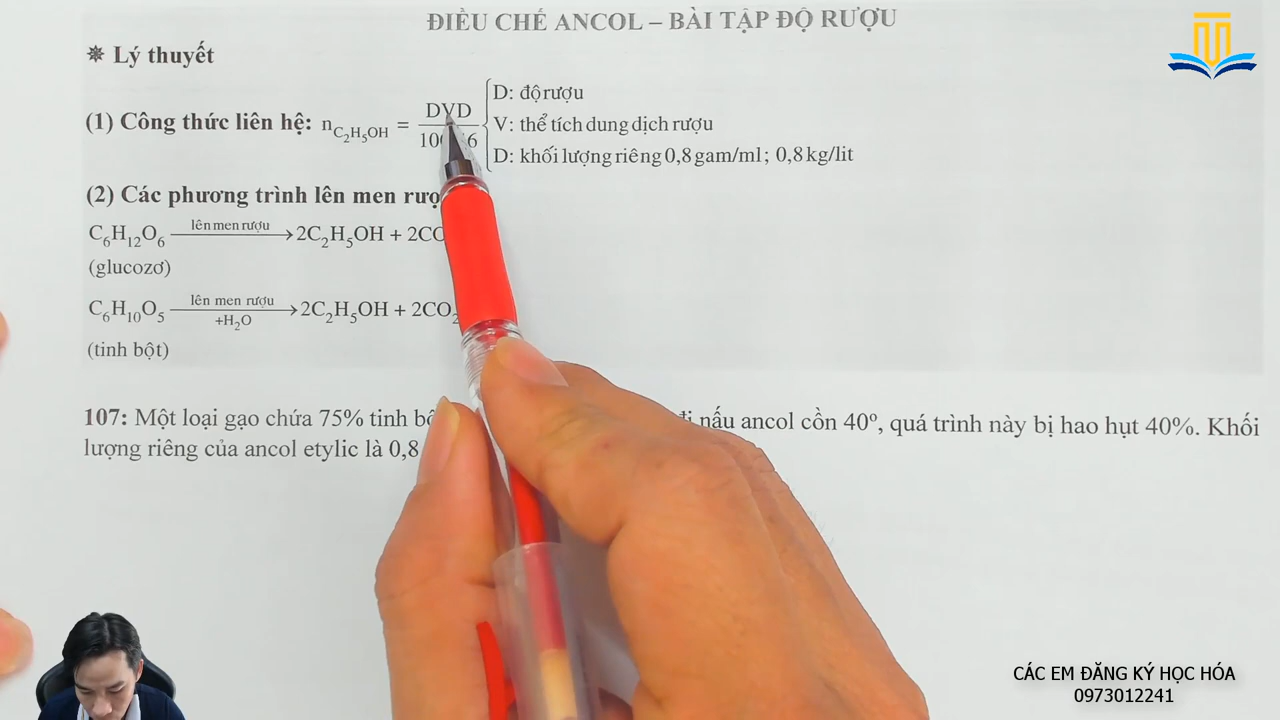 ĐIỀU CHẾ ANCOL – BÀI TẬP ĐỘ RƯỢU
❋ Lý thuyết
(1) Công thức liên hệ: n C₂H₅OH = DVD
D: độ rượu
V: thể tích dung dịch rượu
D: khối lượng riêng 0,8 gam/ml; 0,8 kg/lit
(2) Các phương trình lên men
lên men rượu
C₆H₁₂O₆ → 2C₂H₅OH +
(glucozơ)
lên men rượu
C₆H₁₀O₅ → 2C₂H₅OH + 2CO₂
+H₂O
(tinh bột)
107: Một loại gạo chứa 75% tinh nấu ancol cồn 40º, quá trình này bị hao hụt 40%. Khối
lượng riêng của ancol etylic là 0,8
CÁC EM ĐĂNG KÝ HỌC HÓA
0973012241